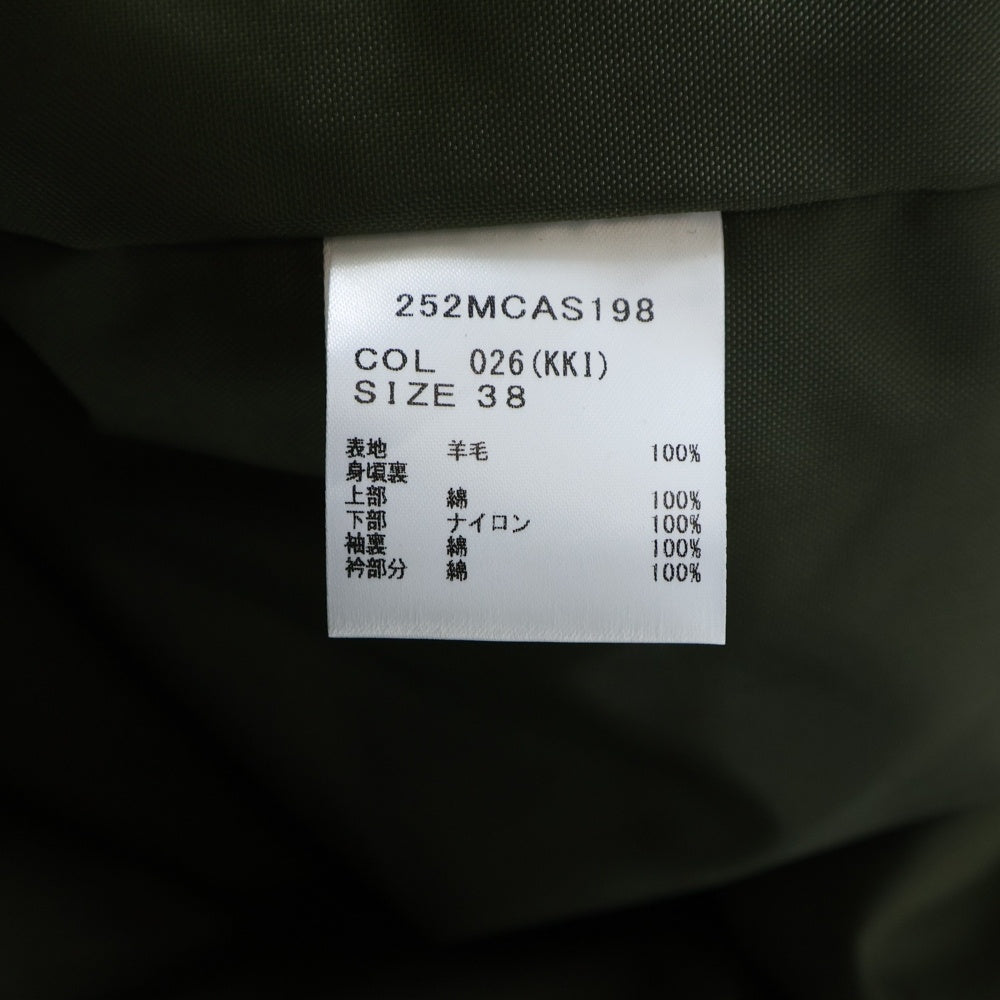 252MCAS198
COL 026(KKI)
SIZE 38
表地 羊毛 100%
身頃裏
上部 綿 100%
下部 ナイロン 100%
袖裏 綿 100%
衿部分 綿 100%